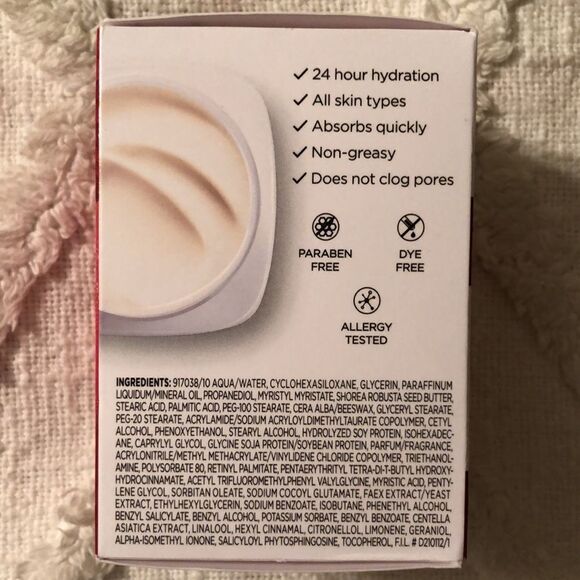 ✓ 24 hour hydration
✓ All skin types
✓ Absorbs quickly
✓ Non-greasy
✓ Does not clog pores
PARABEN
FREE
DYE
FREE
ALLERGY
TESTED
INGREDIENTS: 917038/10 AQUA/WATER, CYCLOHEXASILOXANE, GLYCERIN, PARAFFINUM
LIQUIDUM/MINERAL OIL, PROPANEDIOL, MYRISTYL MYRISTATE, SHOREA ROBUSTA SEED BUTTER,
STEARIC ACID, PALMITIC ACID, PEG-100 STEARATE, CERA ALBA/BEESWAX, GLYCERYL STEARATE,
PEG-20 STEARATE, ACRYLAMIDE/SODIUM ACRYLOYLDIMETHYLTAURATE COPOLYMER, CETYL
ALCOHOL, PHENOXYETHANOL, STEARYL ALCOHOL, HYDROLYZED SOY PROTEIN, ISOHEXADEC-
ANE, CAPRYLYL GLYCOL, GLYCINE SOJA PROTEIN/SOYBEAN PROTEIN, PARFUM/FRAGRANCE,
ACRYLONITRILE/METHYL METHACRYLATE/VINYLIDENE CHLORIDE COPOLYMER, TRIETHANOL-
AMINE, POLYSORBATE 80, RETINYL PALMITATE, PENTAERYTHRITYL TETRA-DI-T-BUTYL HYDROXY-
HYDROCINNAMATE, ACETYL TRIFLUOROMETHYLPHENYL VALYLGLYCINE, MYRISTIC ACID, PENTY-
LENE GLYCOL, SORBITAN OLEATE, SODIUM COCOYL GLUTAMATE, FAEX EXTRACT/YEAST
EXTRACT, ETHYLHEXYLGLYCERIN, SODIUM BENZOATE, ISOBUTANE, PHENETHYL ALCOHOL,
BENZYL SALICYLATE, BENZYL ALCOHOL, POTASSIUM SORBATE, BENZYL BENZOATE, CENTELLA
ASIATICA EXTRACT, LINALOOL, HEXYL CINNAMAL, CITRONELLOL, LIMONENE, GERANIOL,
ALPHA-ISOMETHYL IONONE, SALICYLOYL PHYTOSPHINGOSINE, TOCOPHEROL, F.I.L. # D210112/1